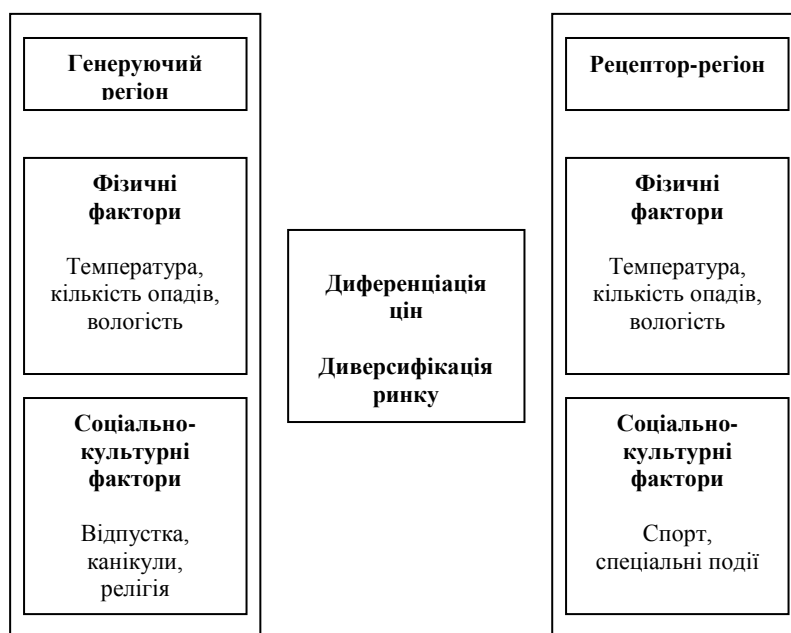 Генеруючий
регіон
Фізичні
фактори
Температура,
кількість опадів,
вологість
Соціально-
культурні
фактори
Відпустка,
канікули,
релігія
Диференціація
цін
Диверсифікація
ринку
Рецептор-регіон
Фізичні
фактори
Температура,
кількість опадів,
вологість
Соціально-
культурні
фактори
Спорт,
спеціальні події